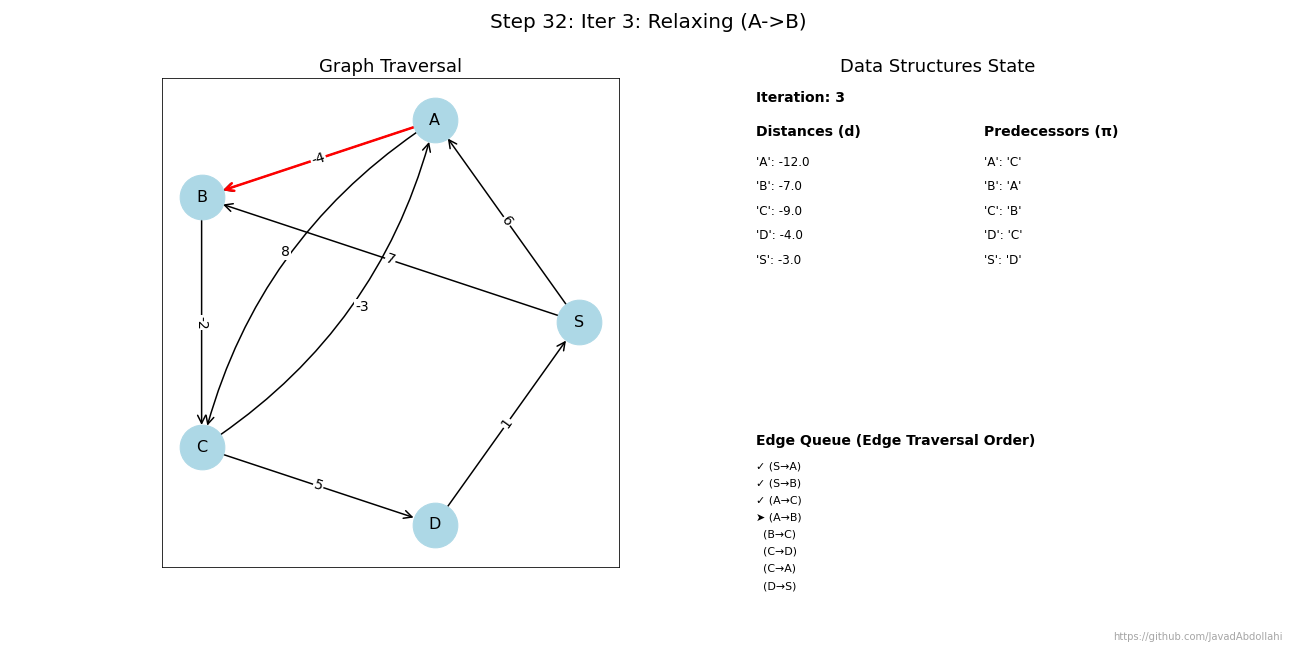 Step 32: Iter 3: Relaxing (A->B)
Graph Traversal
A
B
C
D
S
-4
8
-3
7
6
-2
5
1
Data Structures State
Iteration: 3
Distances (d) Predecessors (π)
'A': -12.0 'A': 'C'
'B': -7.0 'B': 'A'
'C': -9.0 'C': 'B'
'D': -4.0 'D': 'C'
'S': -3.0 'S': 'D'
Edge Queue (Edge Traversal Order)
✓ (S→A)
✓ (S→B)
✓ (A→C)
➤ (A→B)
(B→C)
(C→D)
(C→A)
(D→S)
https://github.com/JavadAbdollahi